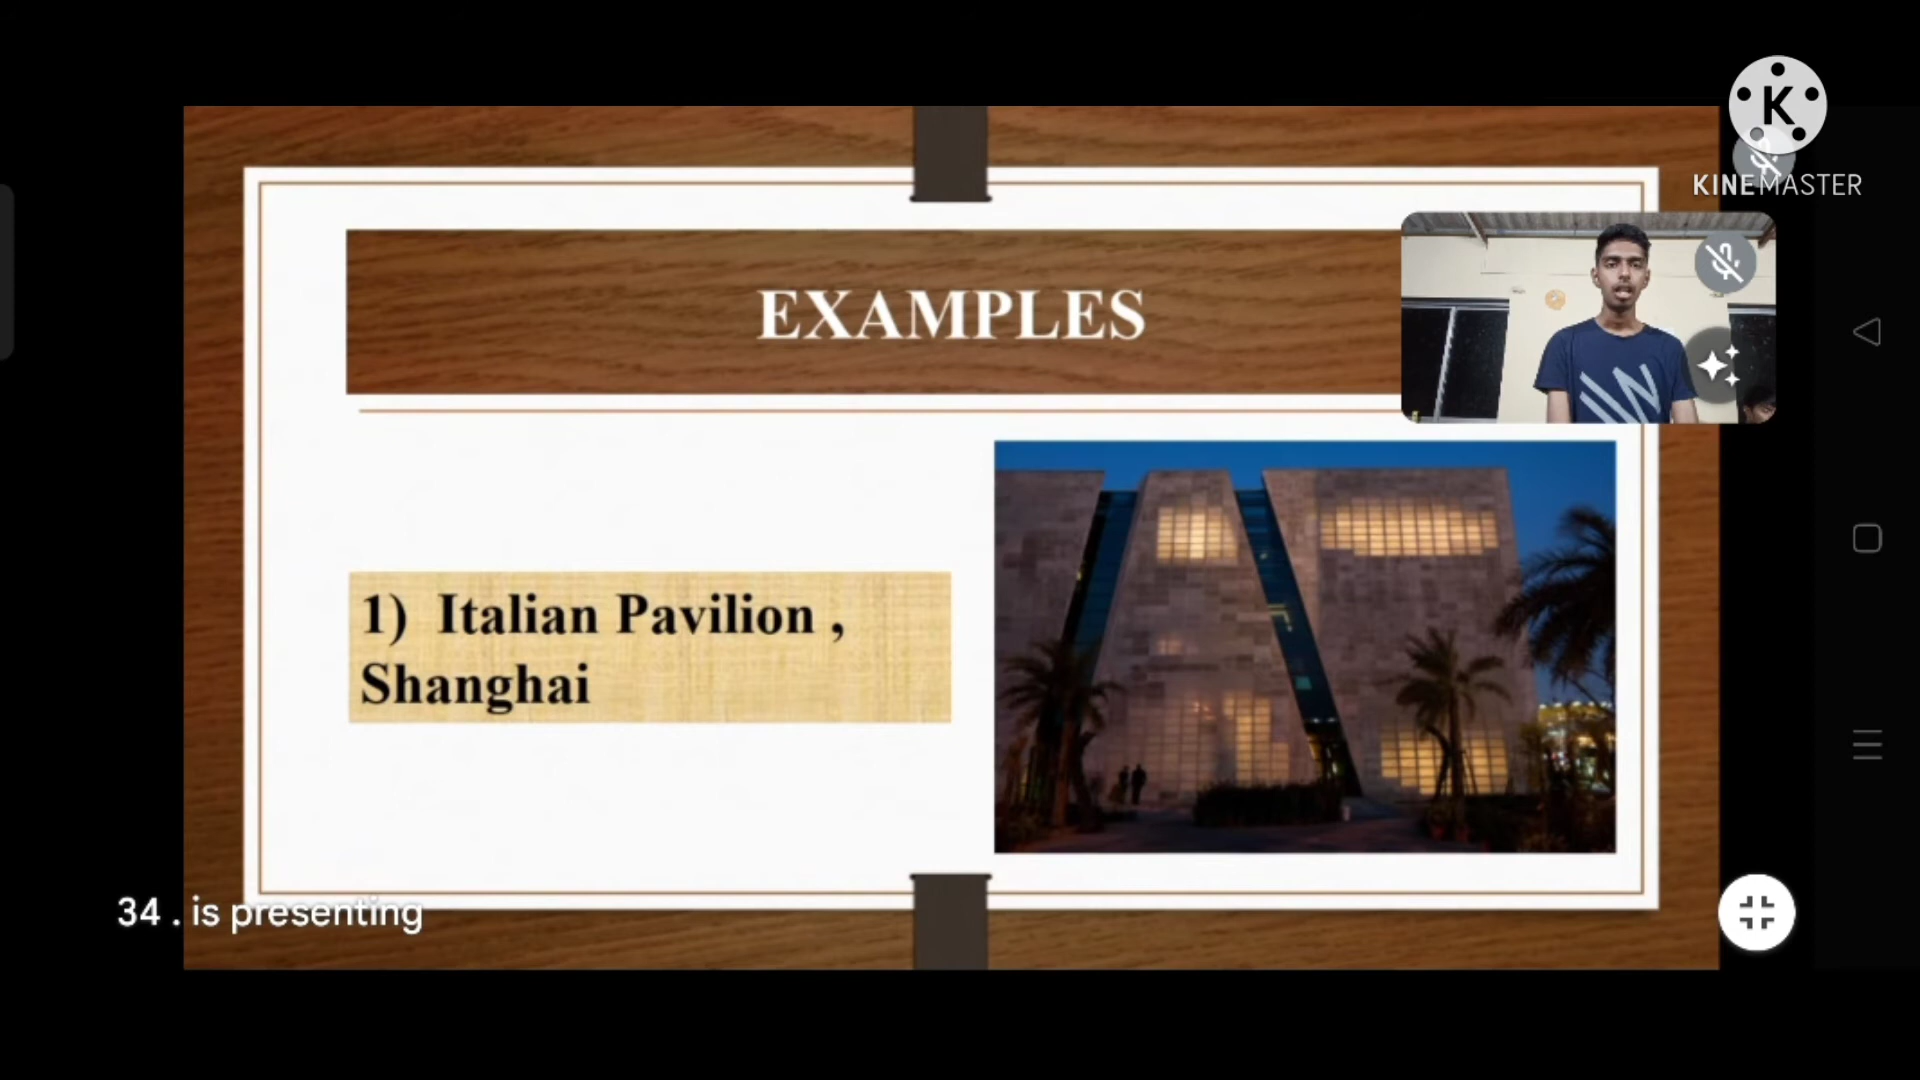 K
KINEMASTER
EXAMPLES
1) Italian Pavilion ,
Shanghai
34 . is presenting